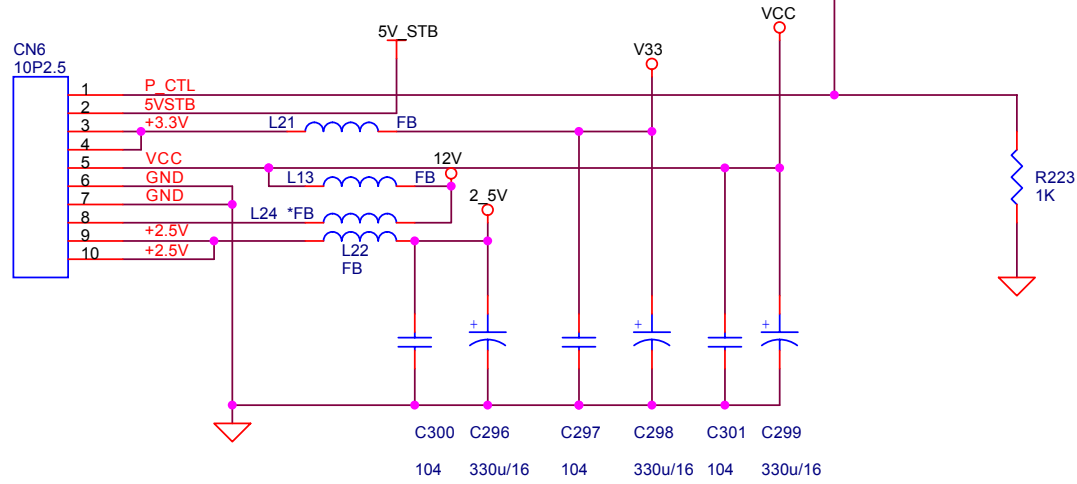 VCC
5V_STB
V33
CN6
10P2.5
1 P_CTL
2 5VSTB
3 +3.3V
L21 FB
4
5 VCC
12V
6 GND
L13 FB
7 GND
2_5V
8
L24 *FB
9 +2.5V
10 +2.5V
L22
FB
R223
1K
+ + +
C300 C296 C297 C298 C301 C299
104 330u/16 104 330u/16 104 330u/16